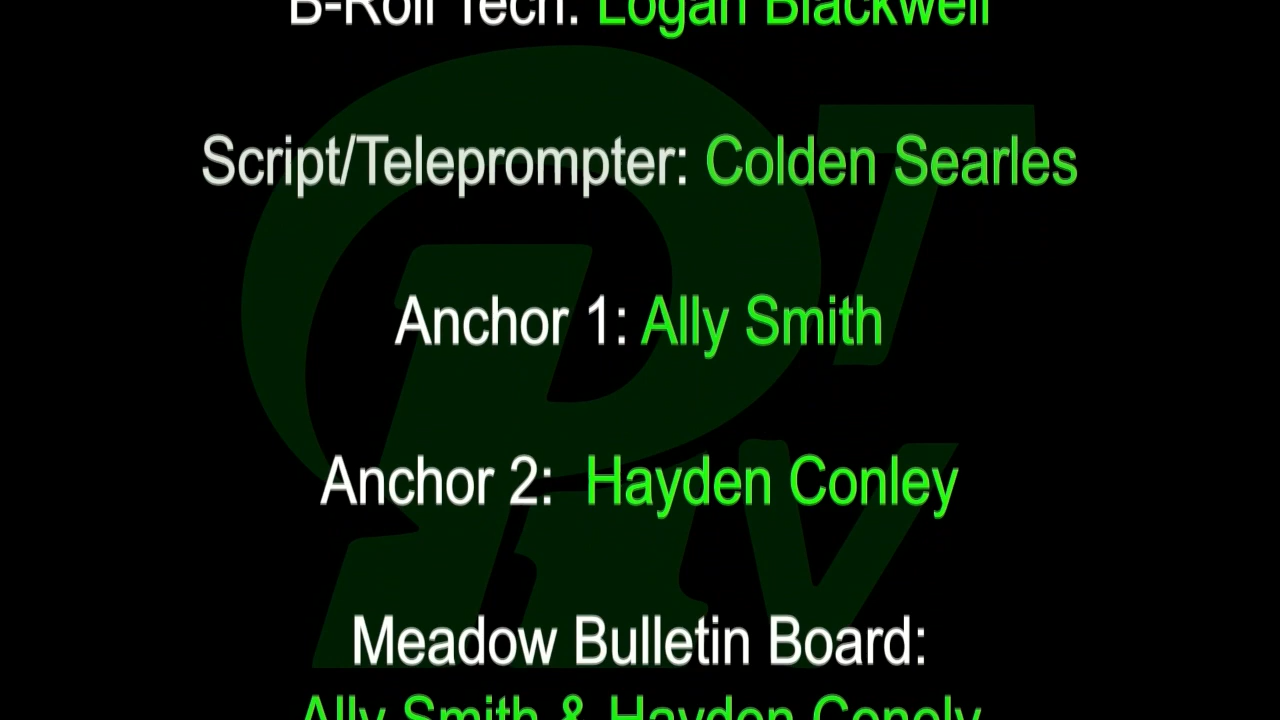 B-Roll Tech: Logan Blackwell
Script/Teleprompter: Colden Searles
Anchor 1: Ally Smith
Anchor 2: Hayden Conley
Meadow Bulletin Board:
Ally Smith & Hayden Conely